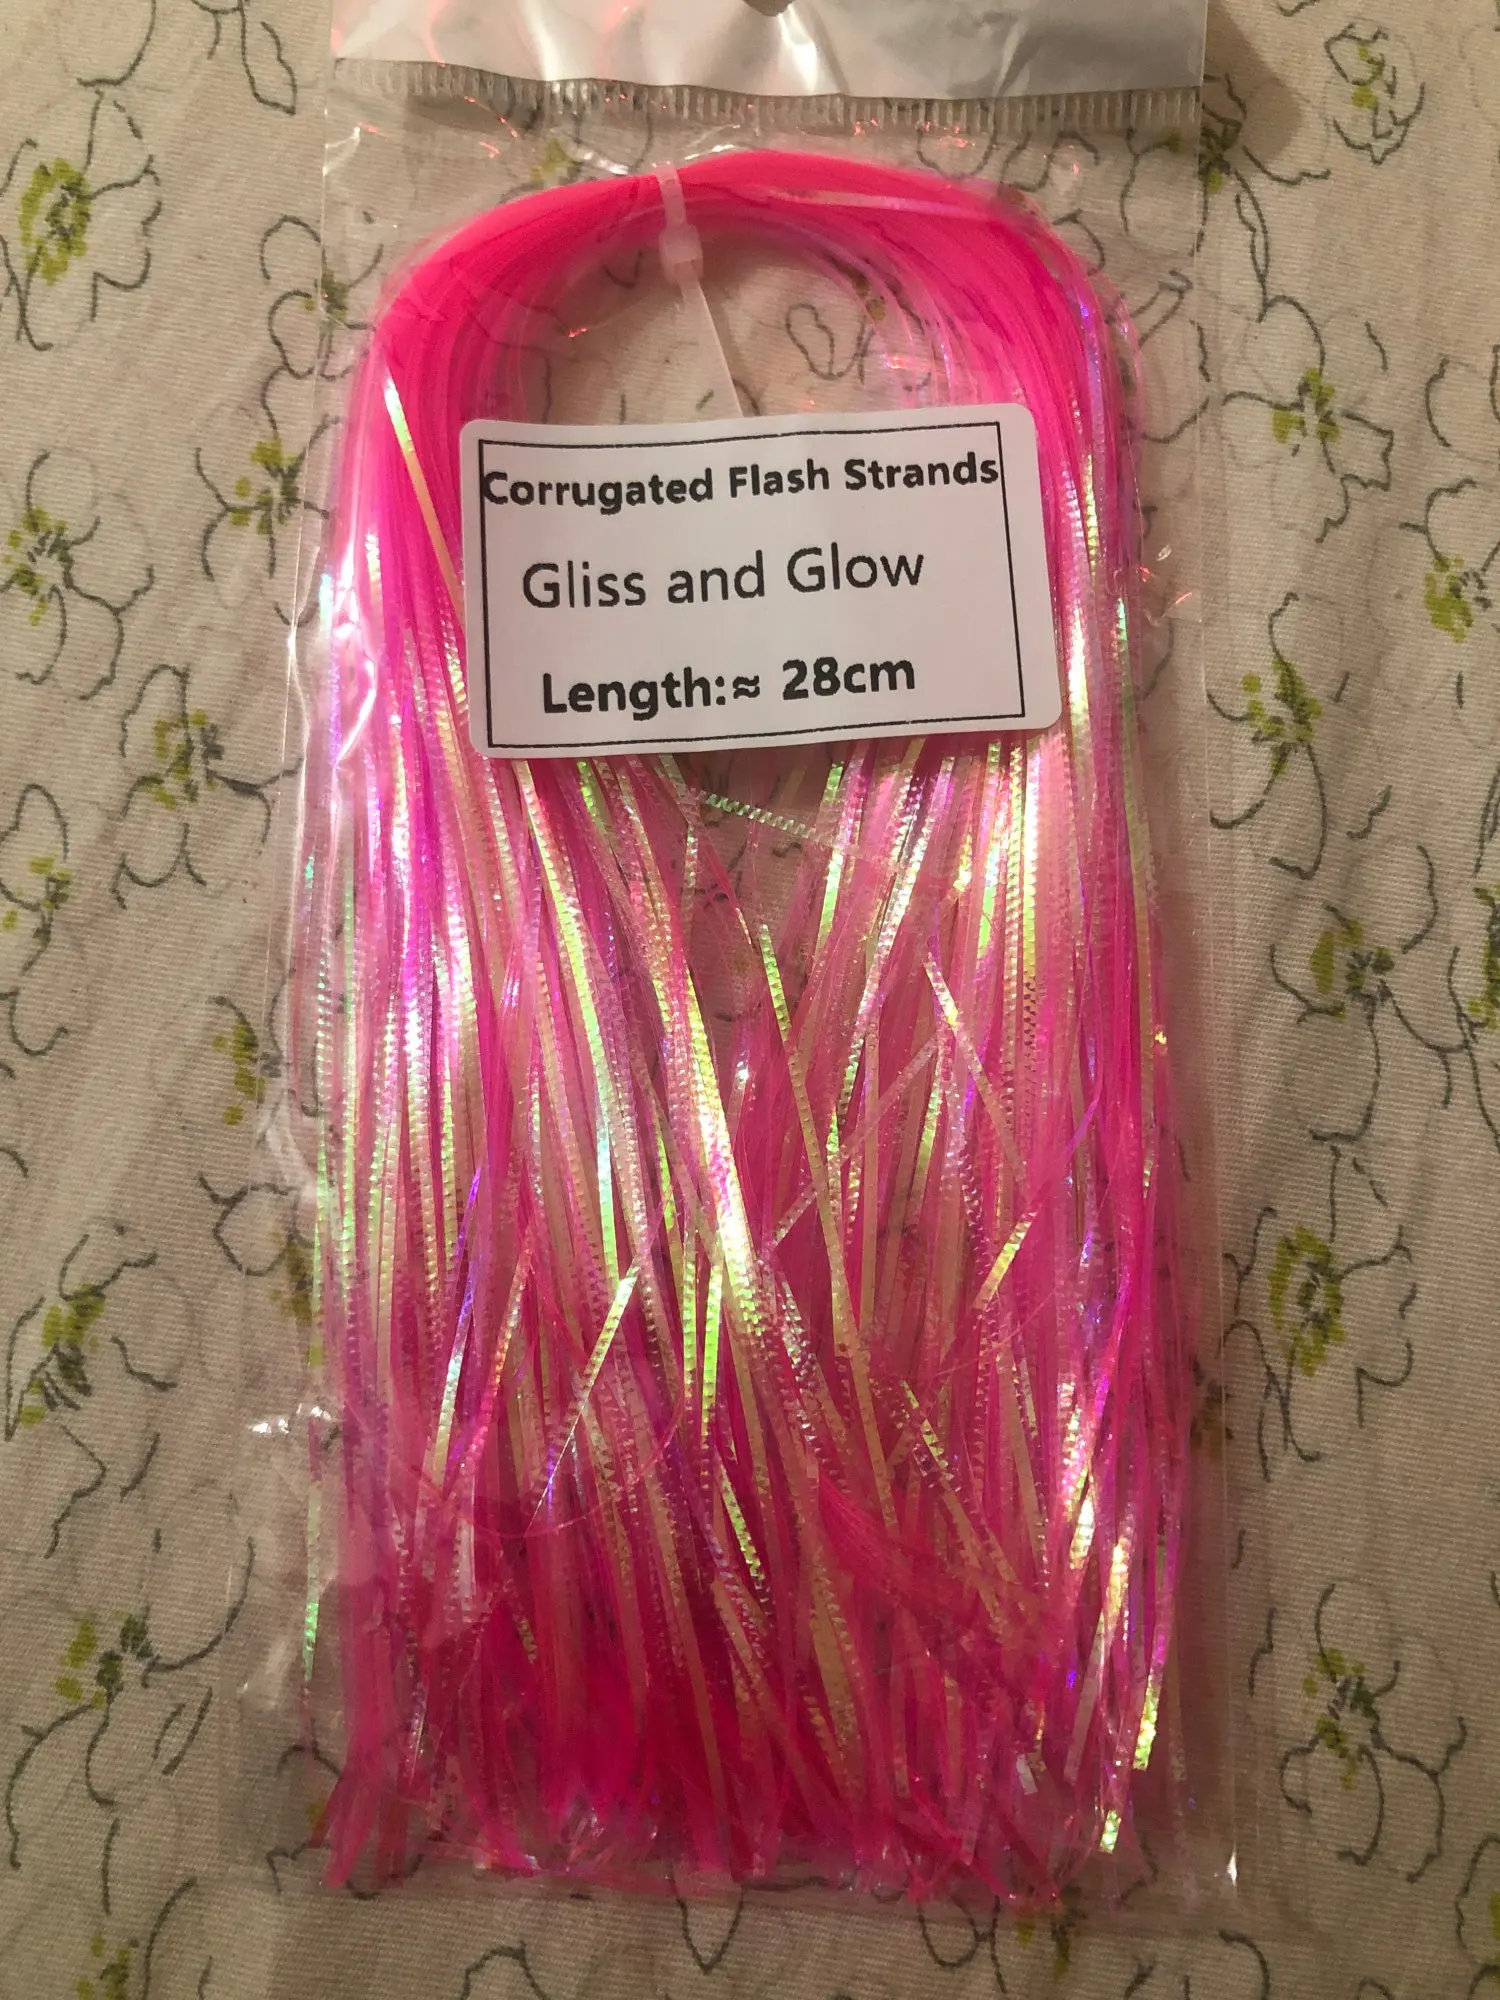 Corrugated Flash Strands
Gliss and Glow
Length:≈ 28cm